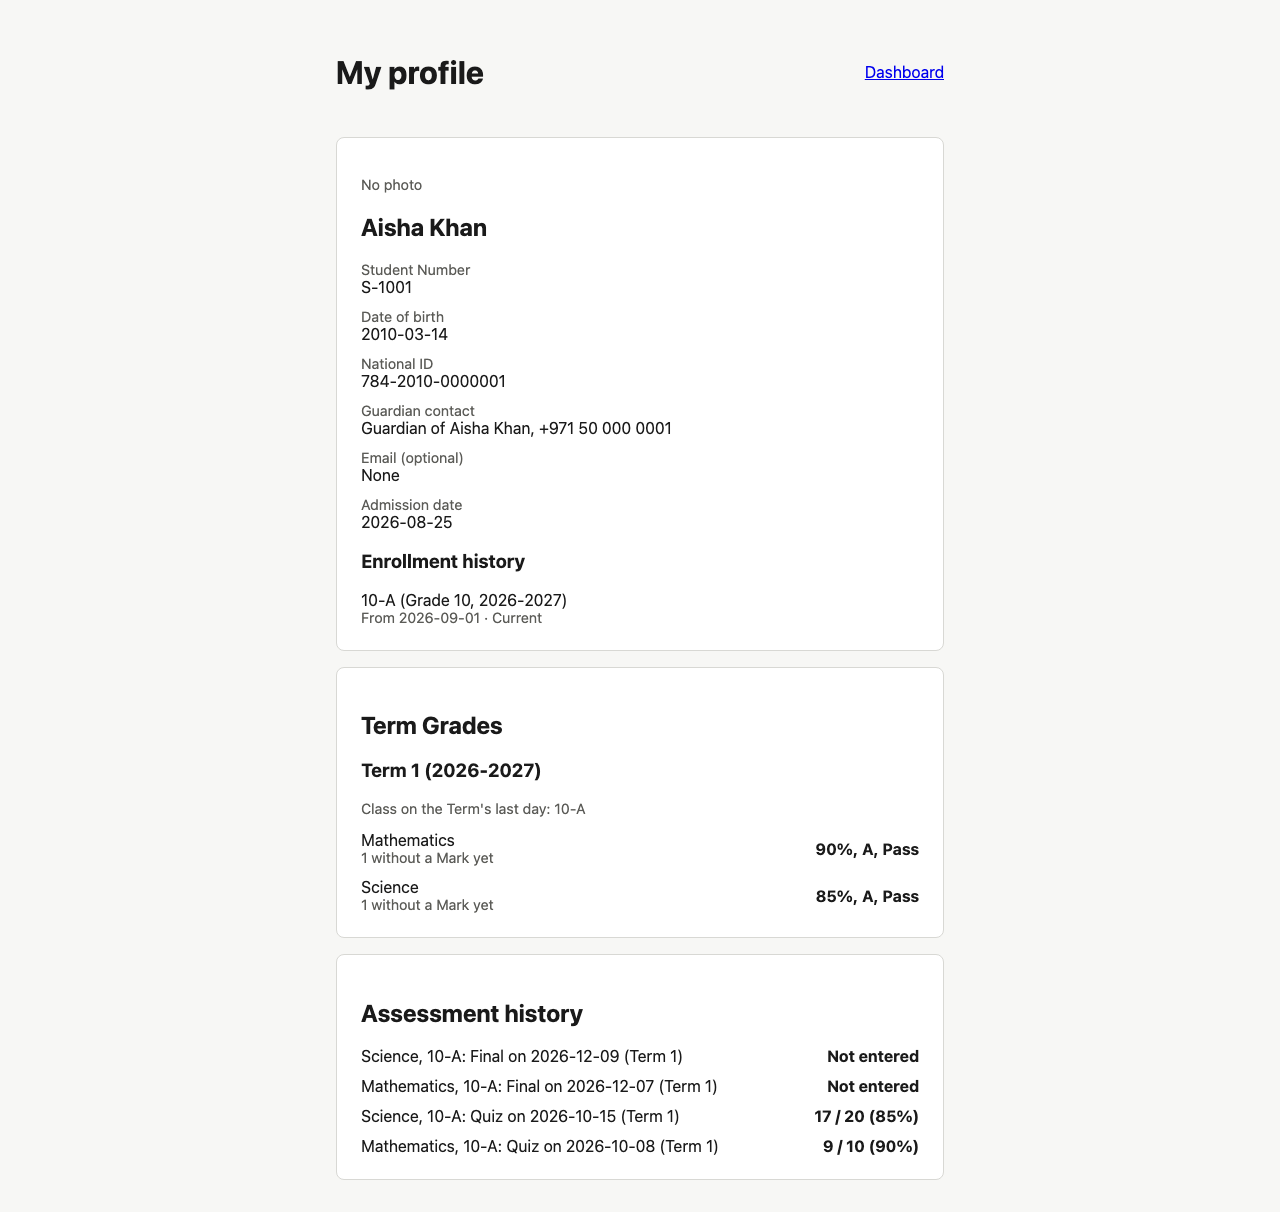 My profile
Dashboard
No photo
Aisha Khan
Student Number
S-1001
Date of birth
2010-03-14
National ID
784-2010-0000001
Guardian contact
Guardian of Aisha Khan, +971 50 000 0001
Email (optional)
None
Admission date
2026-08-25
Enrollment history
10-A (Grade 10, 2026-2027)
From 2026-09-01 · Current
Term Grades
Term 1 (2026-2027)
Class on the Term's last day: 10-A
Mathematics
1 without a Mark yet
90%, A, Pass
Science
1 without a Mark yet
85%, A, Pass
Assessment history
Science, 10-A: Final on 2026-12-09 (Term 1) Not entered
Mathematics, 10-A: Final on 2026-12-07 (Term 1) Not entered
Science, 10-A: Quiz on 2026-10-15 (Term 1) 17 / 20 (85%)
Mathematics, 10-A: Quiz on 2026-10-08 (Term 1) 9 / 10 (90%)